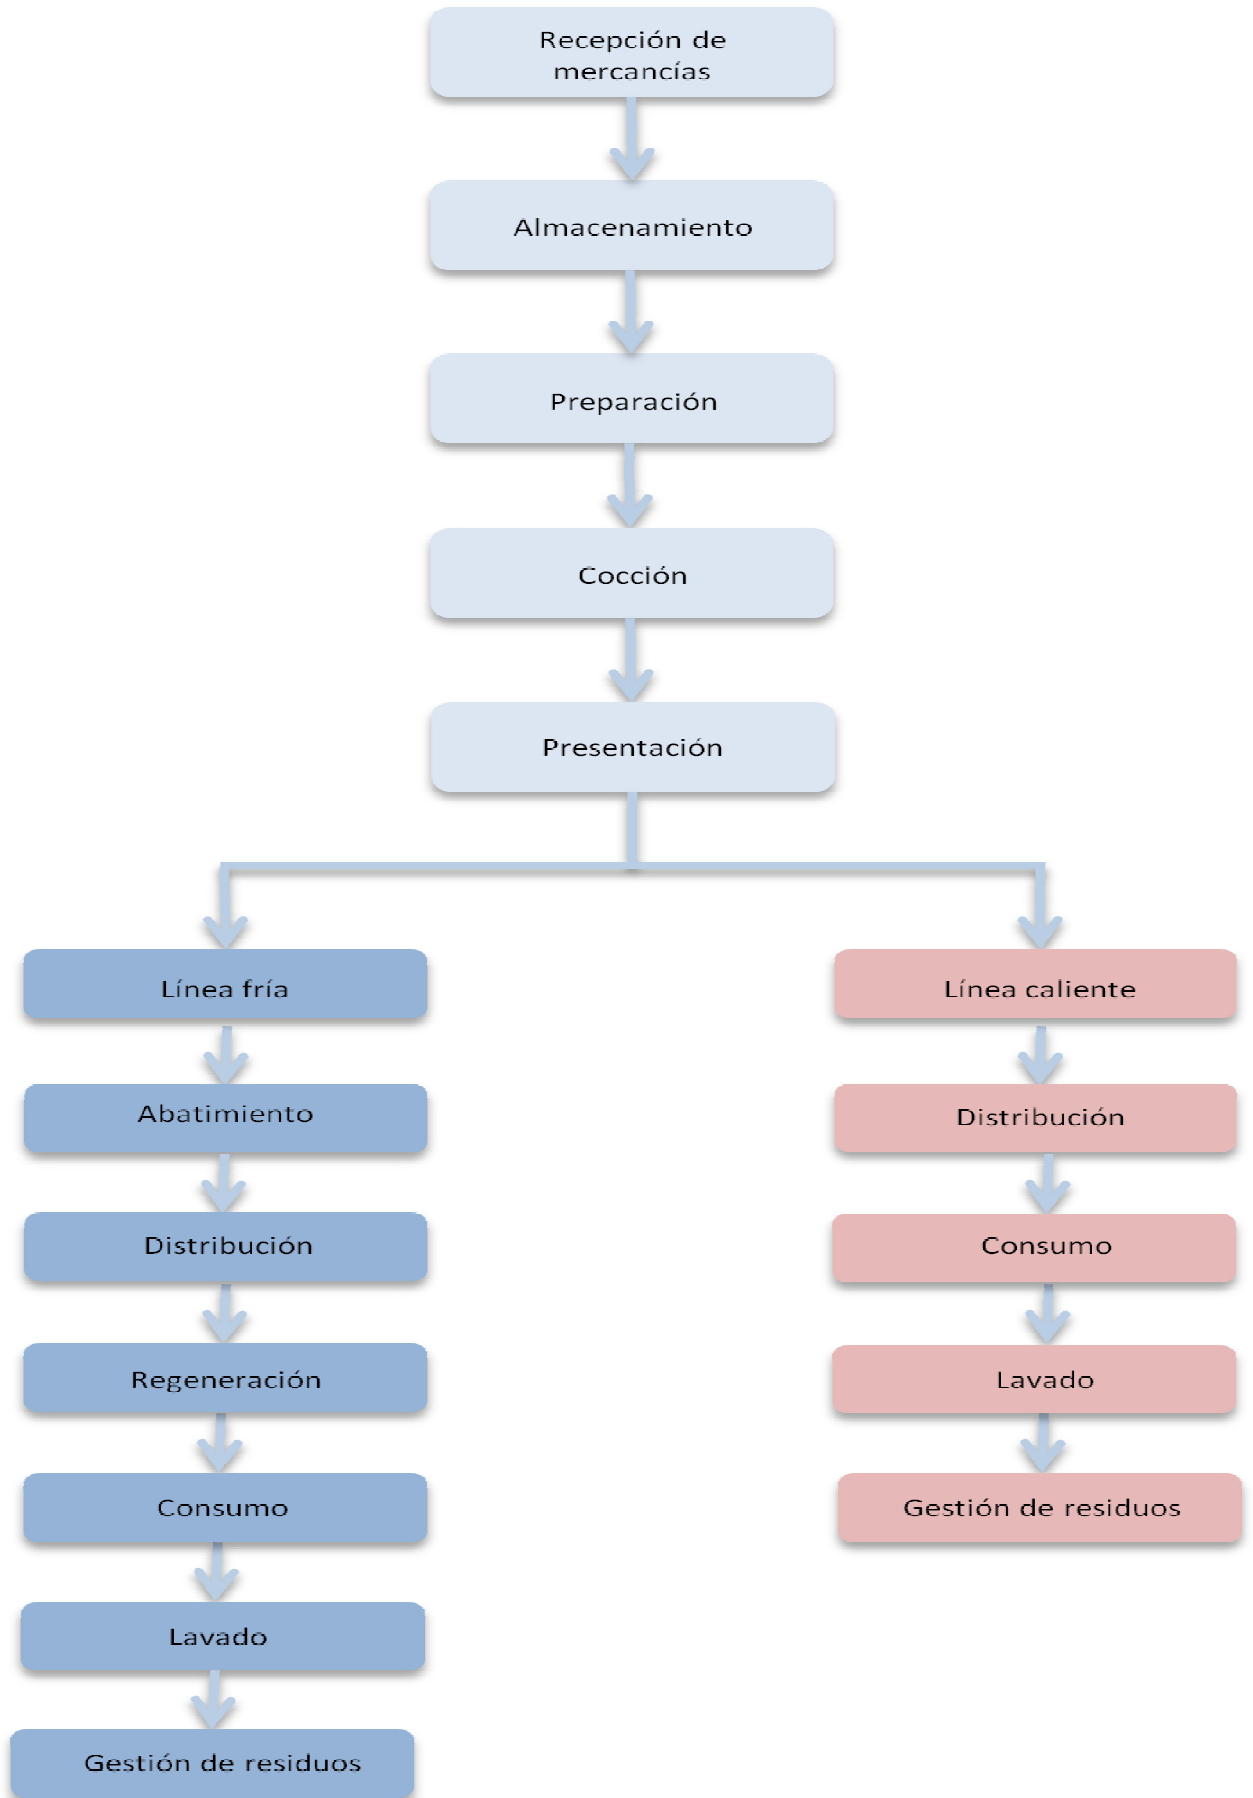 Recepción de
mercancías
Almacenamiento
Preparación
Cocción
Presentación
Línea fría
Abatimiento
Distribución
Regeneración
Consumo
Lavado
Gestión de residuos
Línea caliente
Distribución
Consumo
Lavado
Gestión de residuos